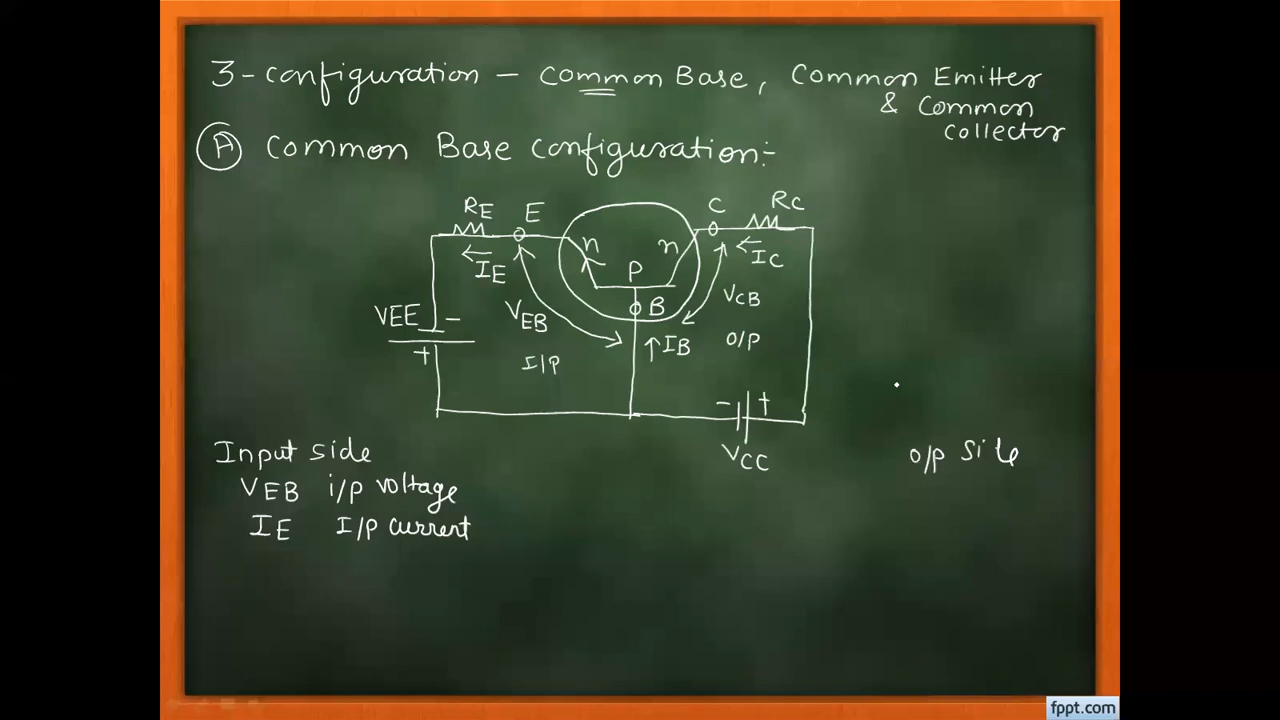 3-configuration - Common Base, Common Emitter
& Common
collector
A Common Base configuration:-
RE E C Rc
n n
IE P Ic
VEE - VEB B VCB
+ I/P ↑IB O/P
- +
VCC
Input side o/p side
VEB i/p voltage
IE I/p current
fppt.com